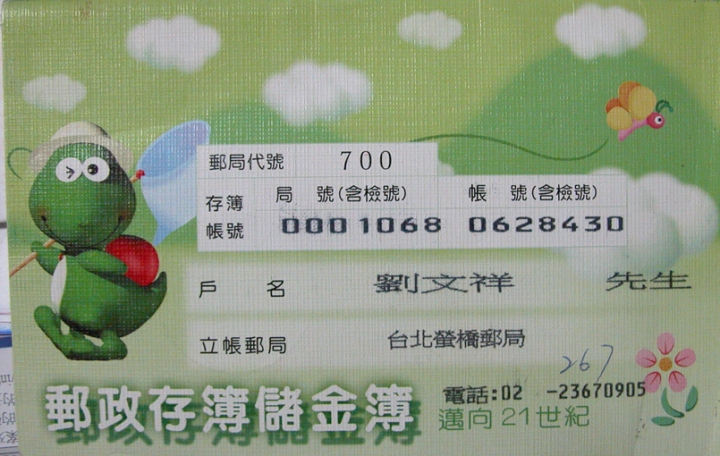 郵局代號 700
存簿帳號 局 號(含檢號) 帳 號(含檢號)
0001068 0628430
戶 名 劉文祥 先生
立帳郵局 台北螢橋郵局
267
電話:02 -23670905
郵政存簿儲金簿 邁向21世紀